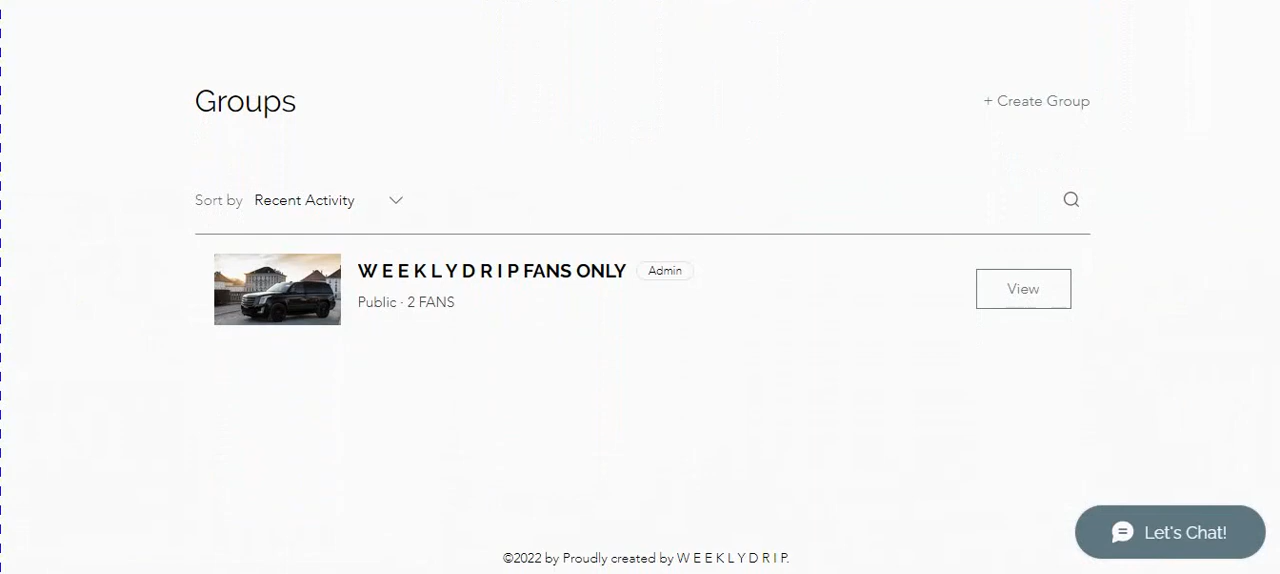 Groups
+ Create Group
Sort by Recent Activity
W E E K L Y D R I P FANS ONLY Admin
Public · 2 FANS
View
Let's Chat!
©2022 by Proudly created by W E E K L Y D R I P.